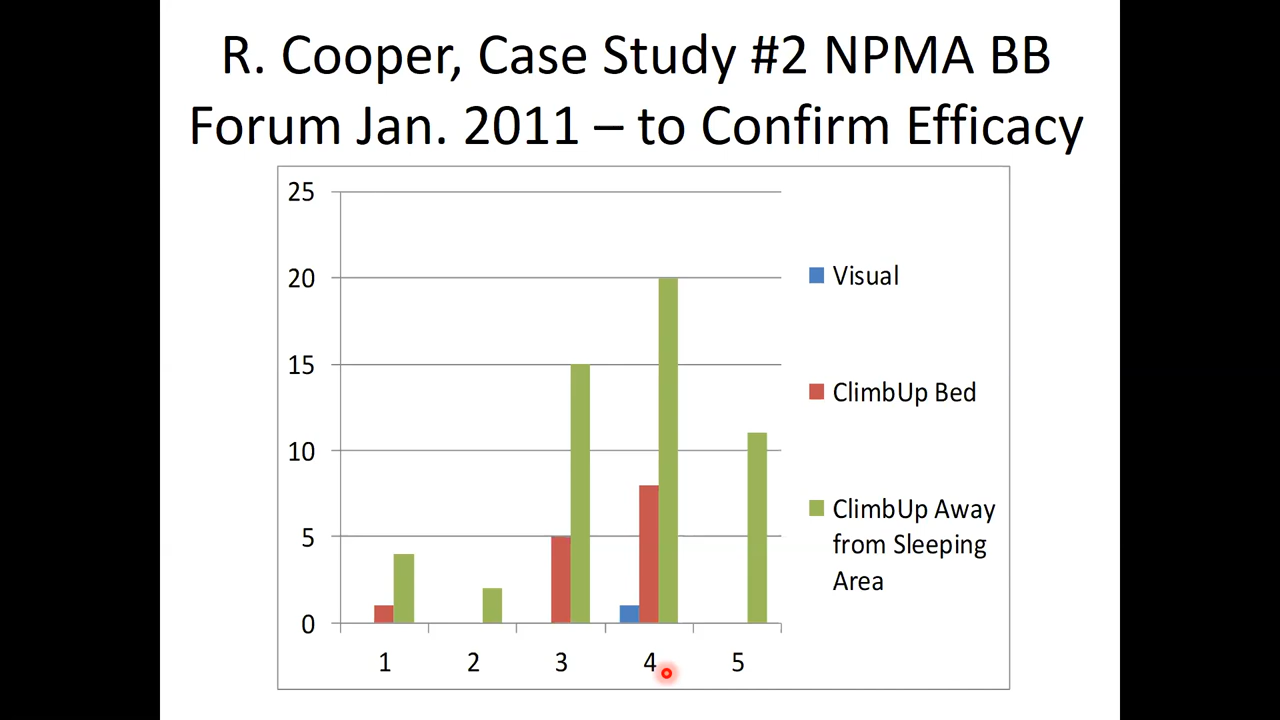 R. Cooper, Case Study #2 NPMA BB
Forum Jan. 2011 – to Confirm Efficacy
25
20
15
10
5
0
1 2 3 4 5
Visual
ClimbUp Bed
ClimbUp Away
from Sleeping
Area